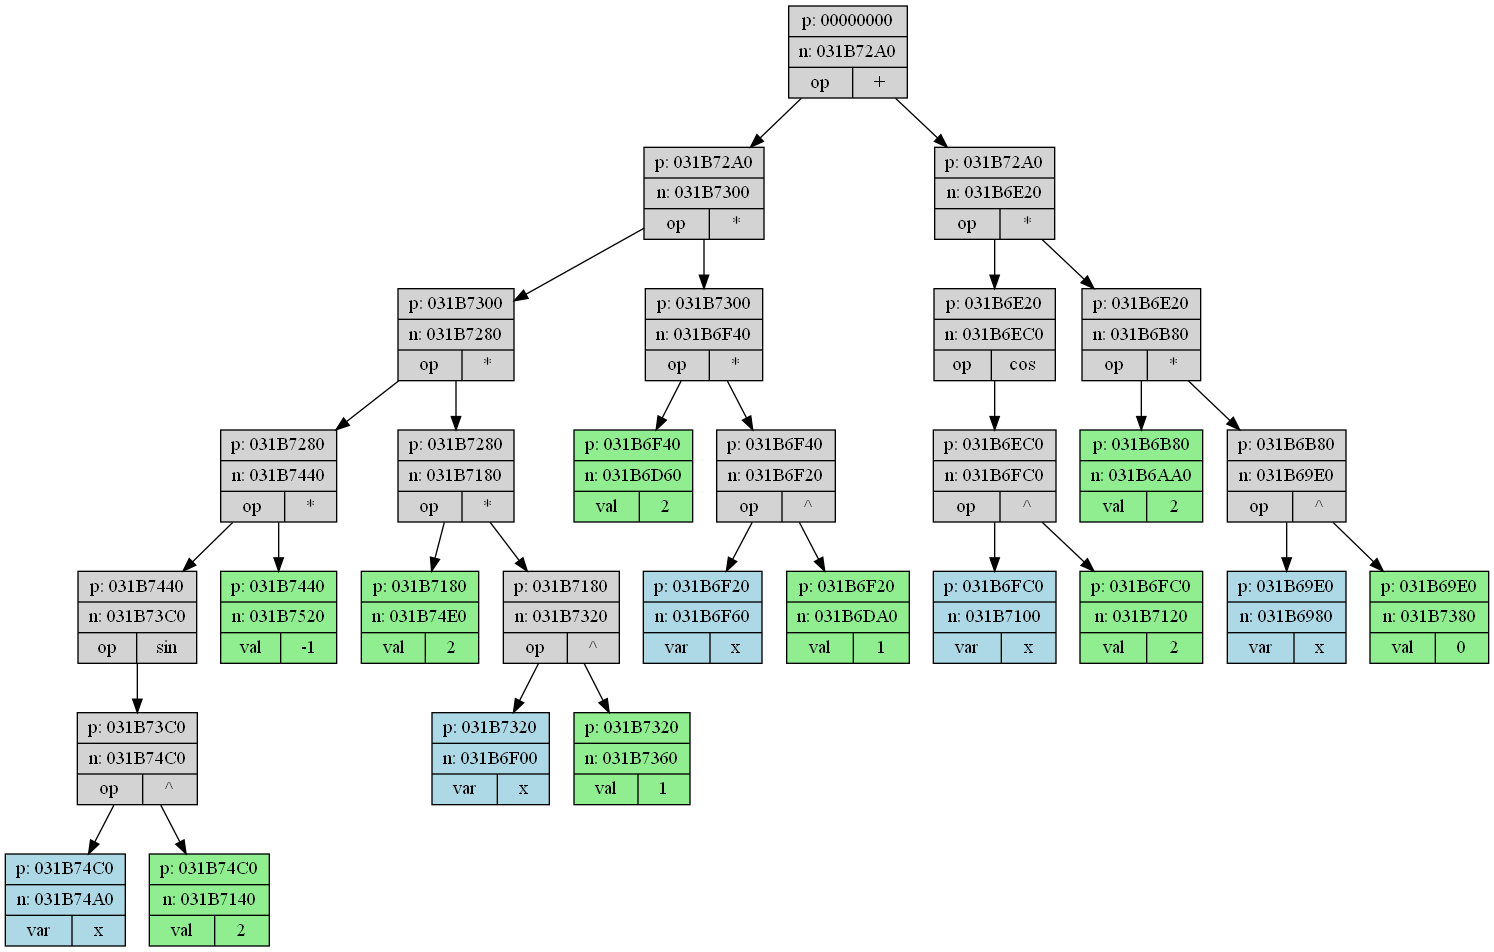 p: 00000000
n: 031B72A0
op +
p: 031B72A0
n: 031B7300
op *
p: 031B72A0
n: 031B6E20
op *
p: 031B7300
n: 031B7280
op *
p: 031B7300
n: 031B6F40
op *
p: 031B6E20
n: 031B6EC0
op cos
p: 031B6E20
n: 031B6B80
op *
p: 031B7280
n: 031B7440
op *
p: 031B7280
n: 031B7180
op *
p: 031B6F40
n: 031B6D60
val 2
p: 031B6F40
n: 031B6F20
op ^
p: 031B6EC0
n: 031B6FC0
op ^
p: 031B6B80
n: 031B6AA0
val 2
p: 031B6B80
n: 031B69E0
op ^
p: 031B7440
n: 031B73C0
op sin
p: 031B7440
n: 031B7520
val -1
p: 031B7180
n: 031B74E0
val 2
p: 031B7180
n: 031B7320
op ^
p: 031B6F20
n: 031B6F60
var x
p: 031B6F20
n: 031B6DA0
val 1
p: 031B6FC0
n: 031B7100
var x
p: 031B6FC0
n: 031B7120
val 2
p: 031B69E0
n: 031B6980
var x
p: 031B69E0
n: 031B7380
val 0
p: 031B73C0
n: 031B74C0
op ^
p: 031B7320
n: 031B6F00
var x
p: 031B7320
n: 031B7360
val 1
p: 031B74C0
n: 031B74A0
var x
p: 031B74C0
n: 031B7140
val 2